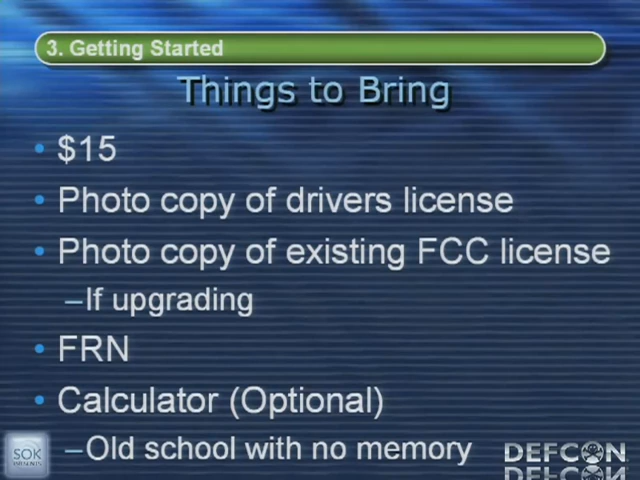 3. Getting Started
Things to Bring
• $15
• Photo copy of drivers license
• Photo copy of existing FCC license
–If upgrading
• FRN
• Calculator (Optional)
–Old school with no memory
SOK
DEFCON